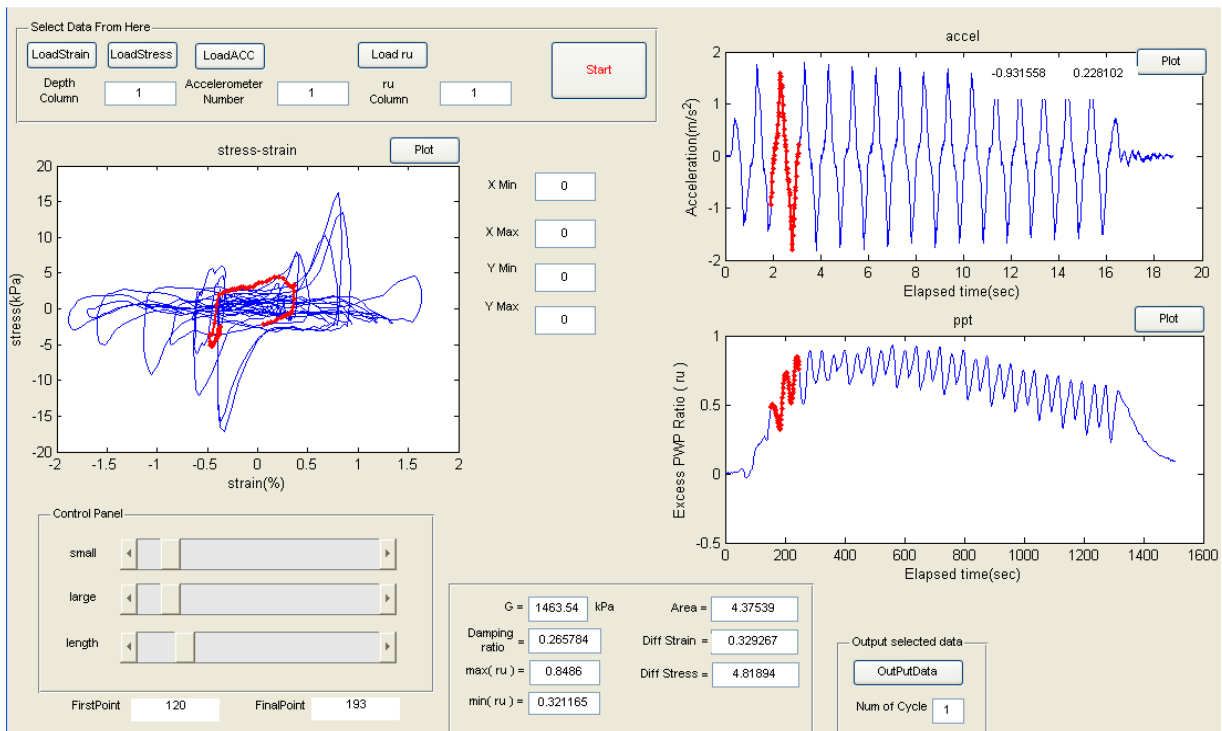 Select Data From Here
LoadStrain LoadStress LoadACC Load ru Start
Depth Column 1 Accelerometer Number 1 ru Column 1
stress-strain Plot
stress(kPa)
20
15
10
5
0
-5
-10
-15
-20
-2 -1.5 -1 -0.5 0 0.5 1 1.5 2
strain(%)
X Min 0
X Max 0
Y Min 0
Y Max 0
accel Plot
-0.931558 0.228102
Acceleration(m/s²)
2
1
0
-1
-2
0 2 4 6 8 10 12 14 16 18 20
Elapsed time(sec)
ppt Plot
Excess PWP Ratio ( ru )
1
0.5
0
-0.5
0 200 400 600 800 1000 1200 1400 1600
Elapsed time(sec)
Control Panel
small
large
length
FirstPoint 120 FinalPoint 193
G = 1463.54 kPa Area = 4.37539
Damping ratio = 0.265784 Diff Strain = 0.329267
max( ru ) = 0.8486 Diff Stress = 4.81894
min( ru ) = 0.321165
Output selected data
OutPutData
Num of Cycle 1